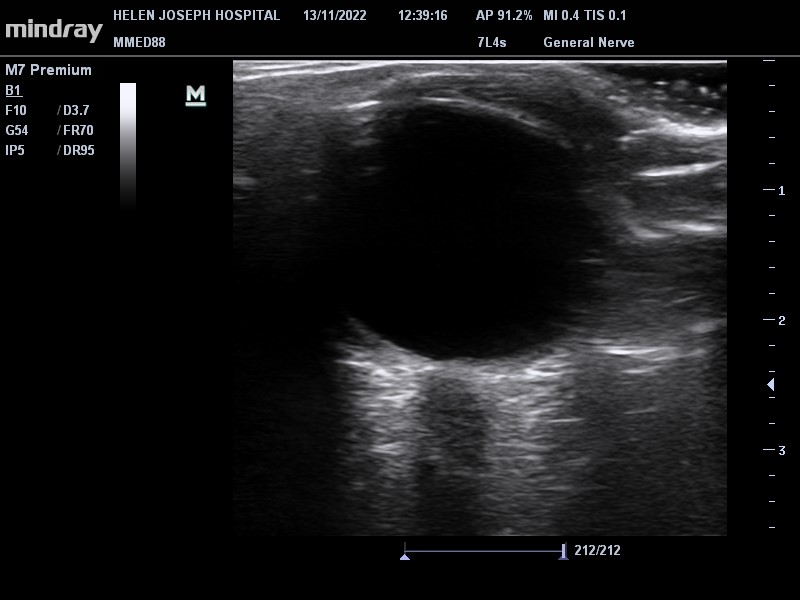 mindray
HELEN JOSEPH HOSPITAL 13/11/2022 12:39:16 AP 91.2% MI 0.4 TIS 0.1
MMED88 7L4s General Nerve
M7 Premium
B1
F10 / D3.7
G54 / FR70
IP5 / DR95
M
1
2
3
212/212